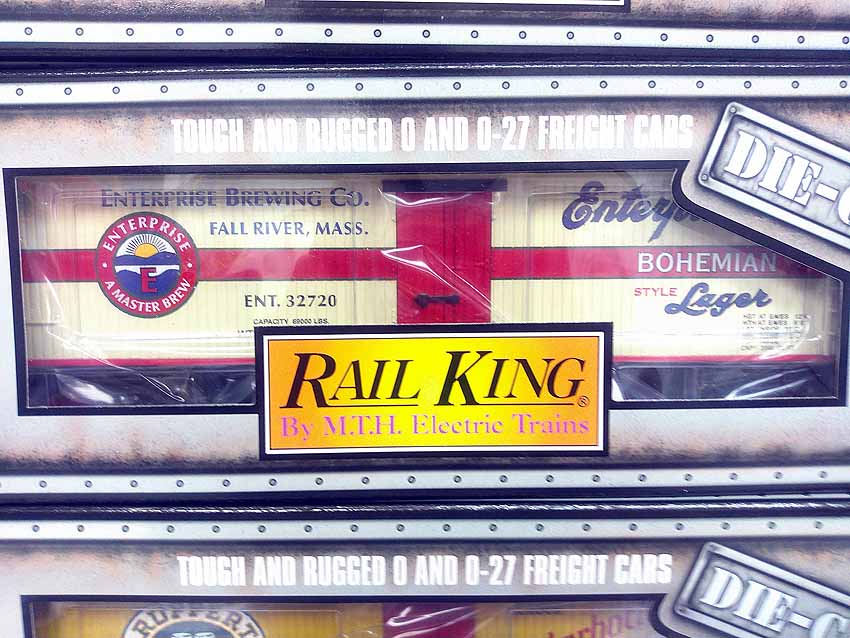 TOUGH AND RUGGED O AND O-27 FREIGHT CARS
DIE-C
ENTERPRISE BREWING CO.
FALL RIVER, MASS.
ENTERPRISE
E
A MASTER BREW
ENT. 32720
CAPACITY 69000 LBS.
BOHEMIAN
STYLE Lager
RAIL KING®
By M.T.H. Electric Trains
TOUGH AND RUGGED O AND O-27 FREIGHT CARS
DIE-C
RUPPERT